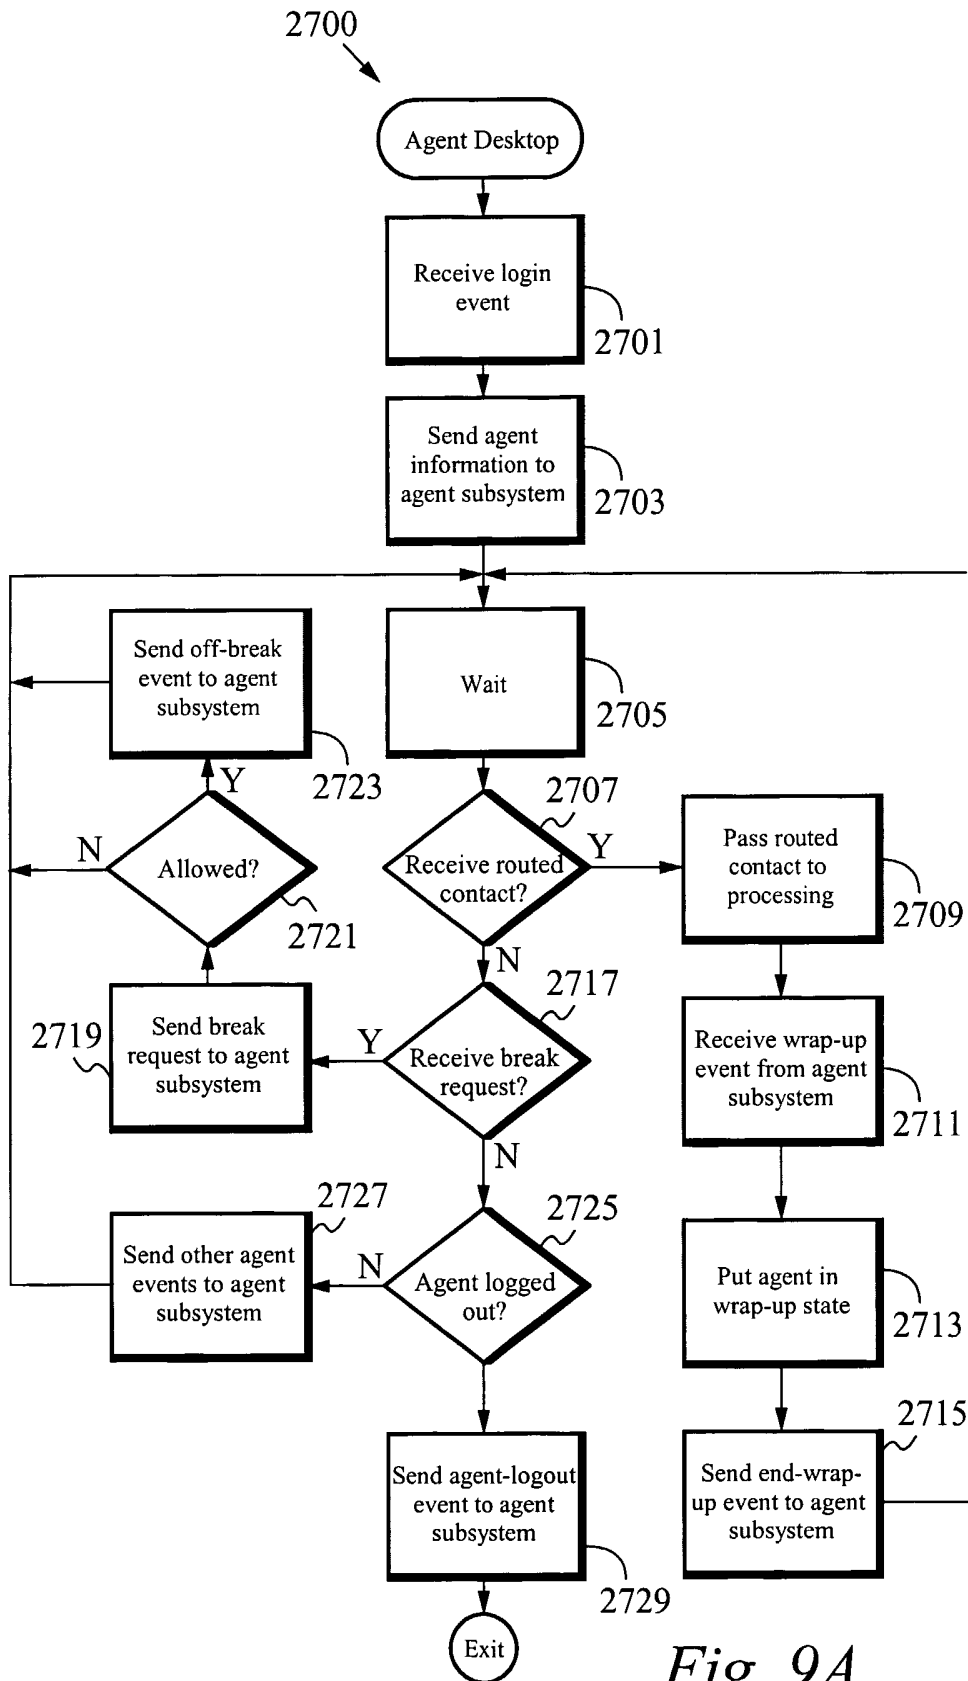 2700
Agent Desktop
Receive login
event
2701
Send agent
information to
agent subsystem
2703
Send off-break
event to agent
subsystem
2723
Wait
2705
Y
N
Allowed?
2721
2707
Receive routed
contact?
Y
N
Pass routed
contact to
processing
2709
2719
Send break
request to agent
subsystem
Y
2717
Receive break
request?
N
Receive wrap-up
event from agent
subsystem
2711
2727
Send other agent
events to agent
subsystem
N
2725
Agent logged
out?
Put agent in
wrap-up state
2713
Send agent-logout
event to agent
subsystem
2729
2715
Send end-wrap-
up event to agent
subsystem
Exit
Fig. 9A